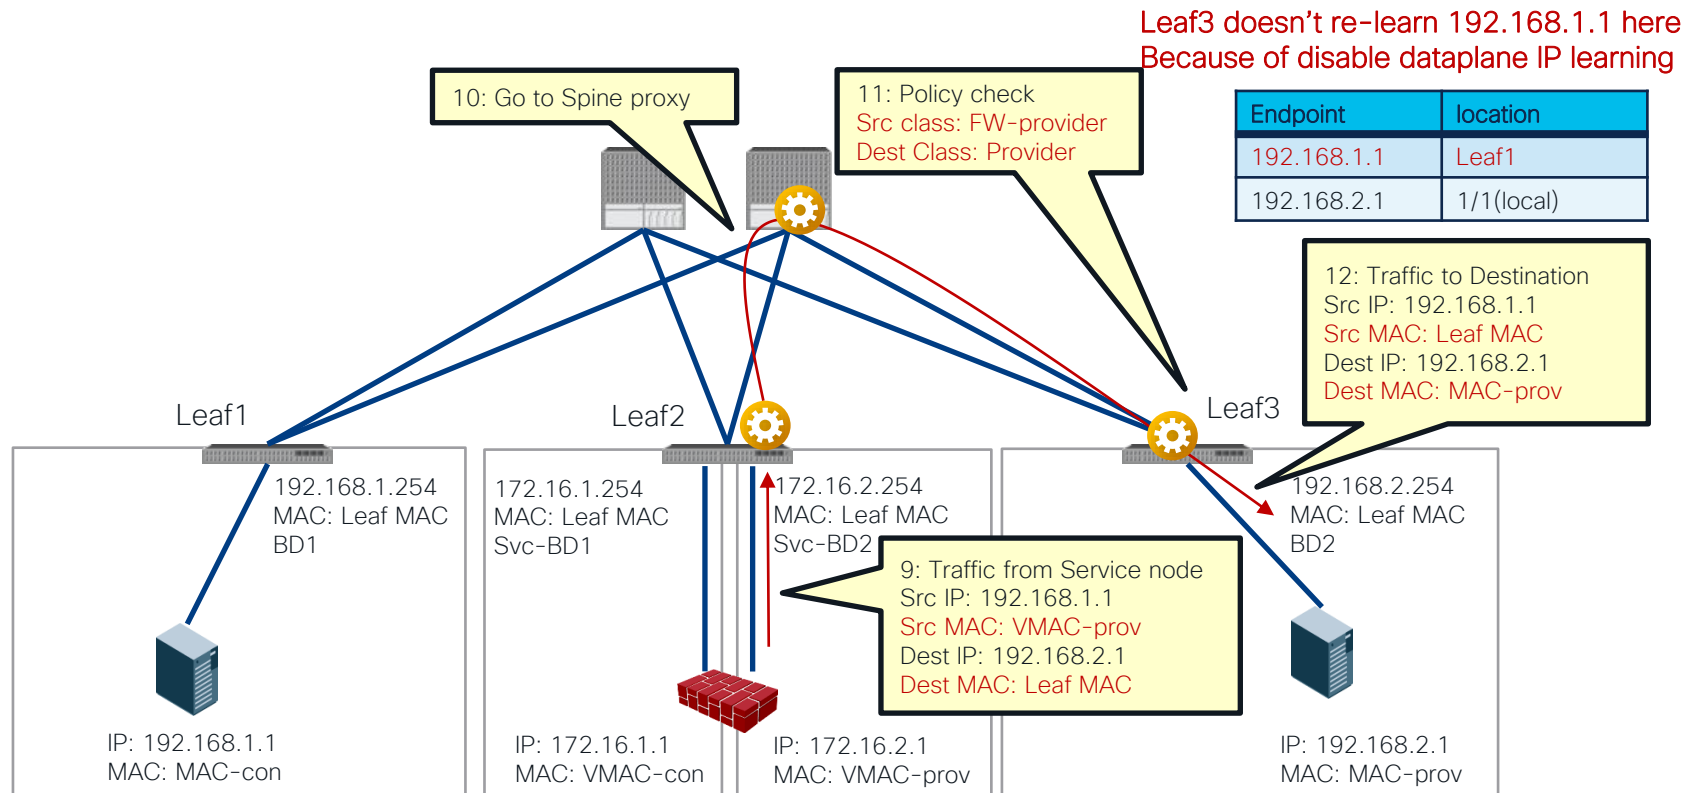 Leaf3 doesn't re-learn 192.168.1.1 here
Because of disable dataplane IP learning
10: Go to Spine proxy
11: Policy check
Src class: FW-provider
Dest Class: Provider
Endpoint location
192.168.1.1 Leaf1
192.168.2.1 1/1(local)
12: Traffic to Destination
Src IP: 192.168.1.1
Src MAC: Leaf MAC
Dest IP: 192.168.2.1
Dest MAC: MAC-prov
Leaf1
Leaf2
Leaf3
192.168.1.254
MAC: Leaf MAC
BD1
172.16.1.254
MAC: Leaf MAC
Svc-BD1
172.16.2.254
MAC: Leaf MAC
Svc-BD2
192.168.2.254
MAC: Leaf MAC
BD2
9: Traffic from Service node
Src IP: 192.168.1.1
Src MAC: VMAC-prov
Dest IP: 192.168.2.1
Dest MAC: Leaf MAC
IP: 192.168.1.1
MAC: MAC-con
IP: 172.16.1.1
MAC: VMAC-con
IP: 172.16.2.1
MAC: VMAC-prov
IP: 192.168.2.1
MAC: MAC-prov